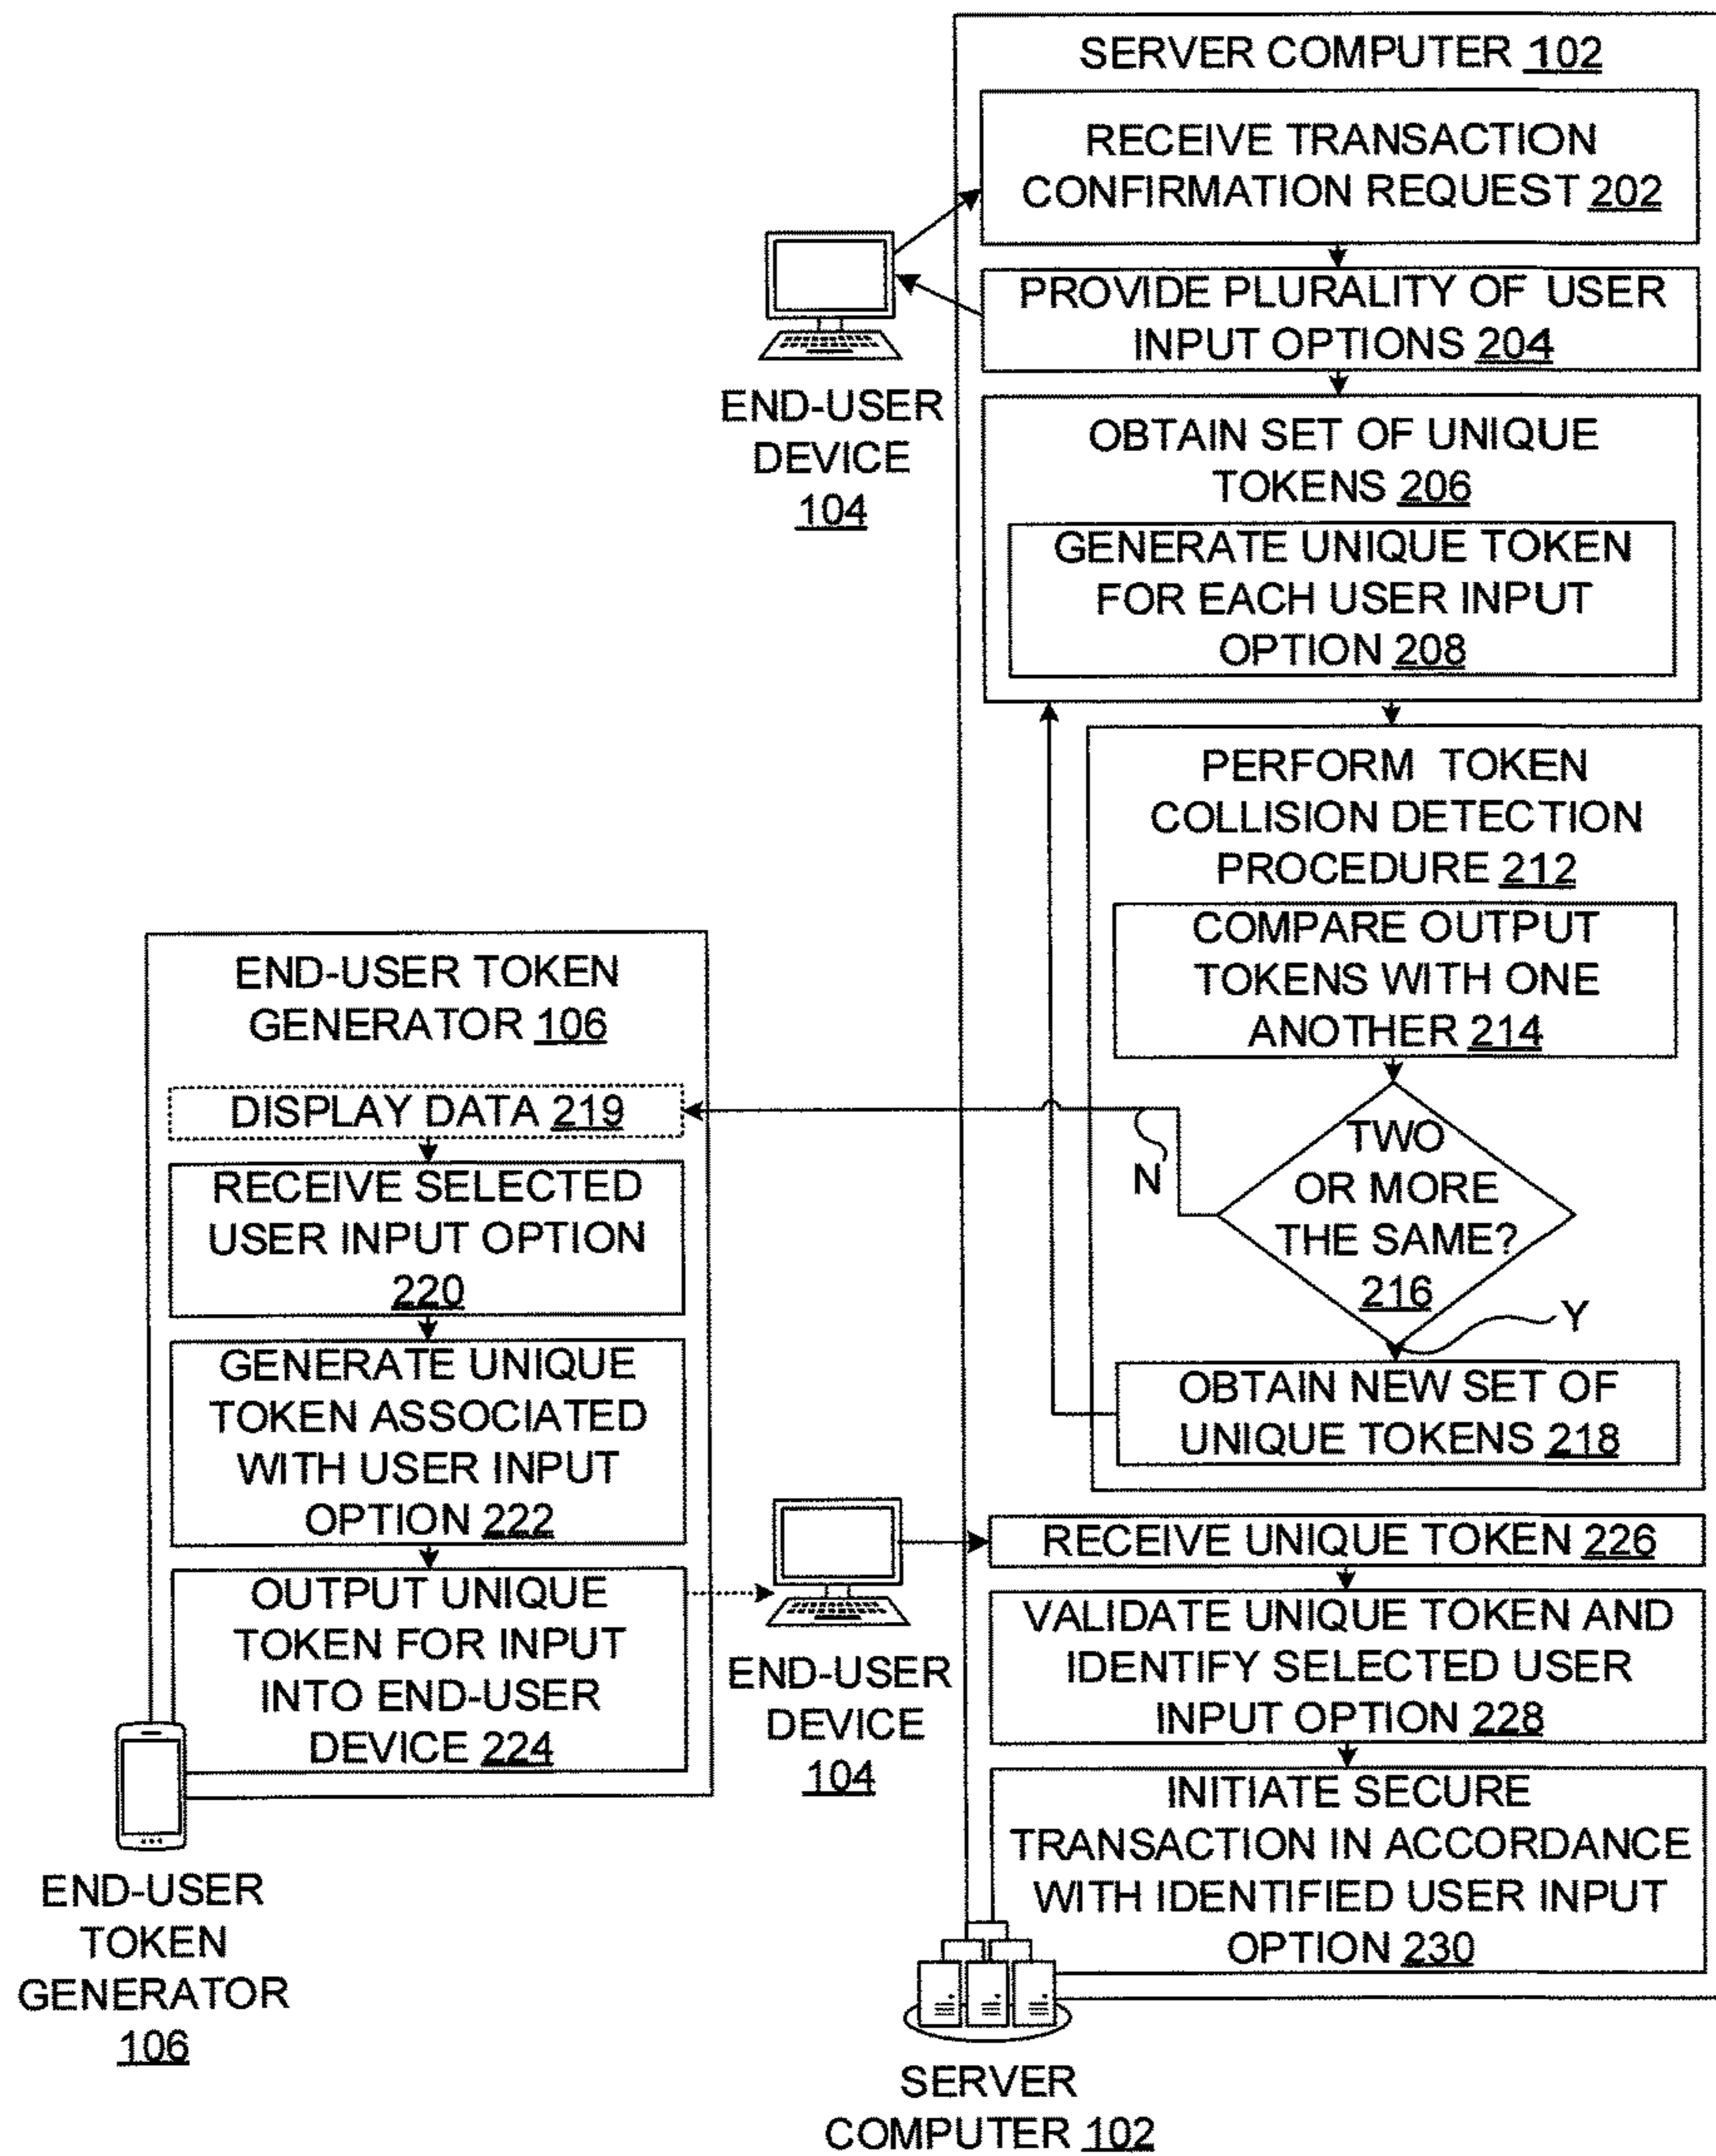 SERVER COMPUTER 102
RECEIVE TRANSACTION
CONFIRMATION REQUEST 202
PROVIDE PLURALITY OF USER
INPUT OPTIONS 204
END-USER
DEVICE
104
OBTAIN SET OF UNIQUE
TOKENS 206
GENERATE UNIQUE TOKEN
FOR EACH USER INPUT
OPTION 208
PERFORM TOKEN
COLLISION DETECTION
PROCEDURE 212
COMPARE OUTPUT
TOKENS WITH ONE
ANOTHER 214
TWO
OR MORE
THE SAME?
216
N
Y
OBTAIN NEW SET OF
UNIQUE TOKENS 218
END-USER TOKEN
GENERATOR 106
DISPLAY DATA 219
RECEIVE SELECTED
USER INPUT OPTION
220
GENERATE UNIQUE
TOKEN ASSOCIATED
WITH USER INPUT
OPTION 222
OUTPUT UNIQUE
TOKEN FOR INPUT
INTO END-USER
DEVICE 224
END-USER
TOKEN
GENERATOR
106
END-USER
DEVICE
104
RECEIVE UNIQUE TOKEN 226
VALIDATE UNIQUE TOKEN AND
IDENTIFY SELECTED USER
INPUT OPTION 228
INITIATE SECURE
TRANSACTION IN ACCORDANCE
WITH IDENTIFIED USER INPUT
OPTION 230
SERVER
COMPUTER 102